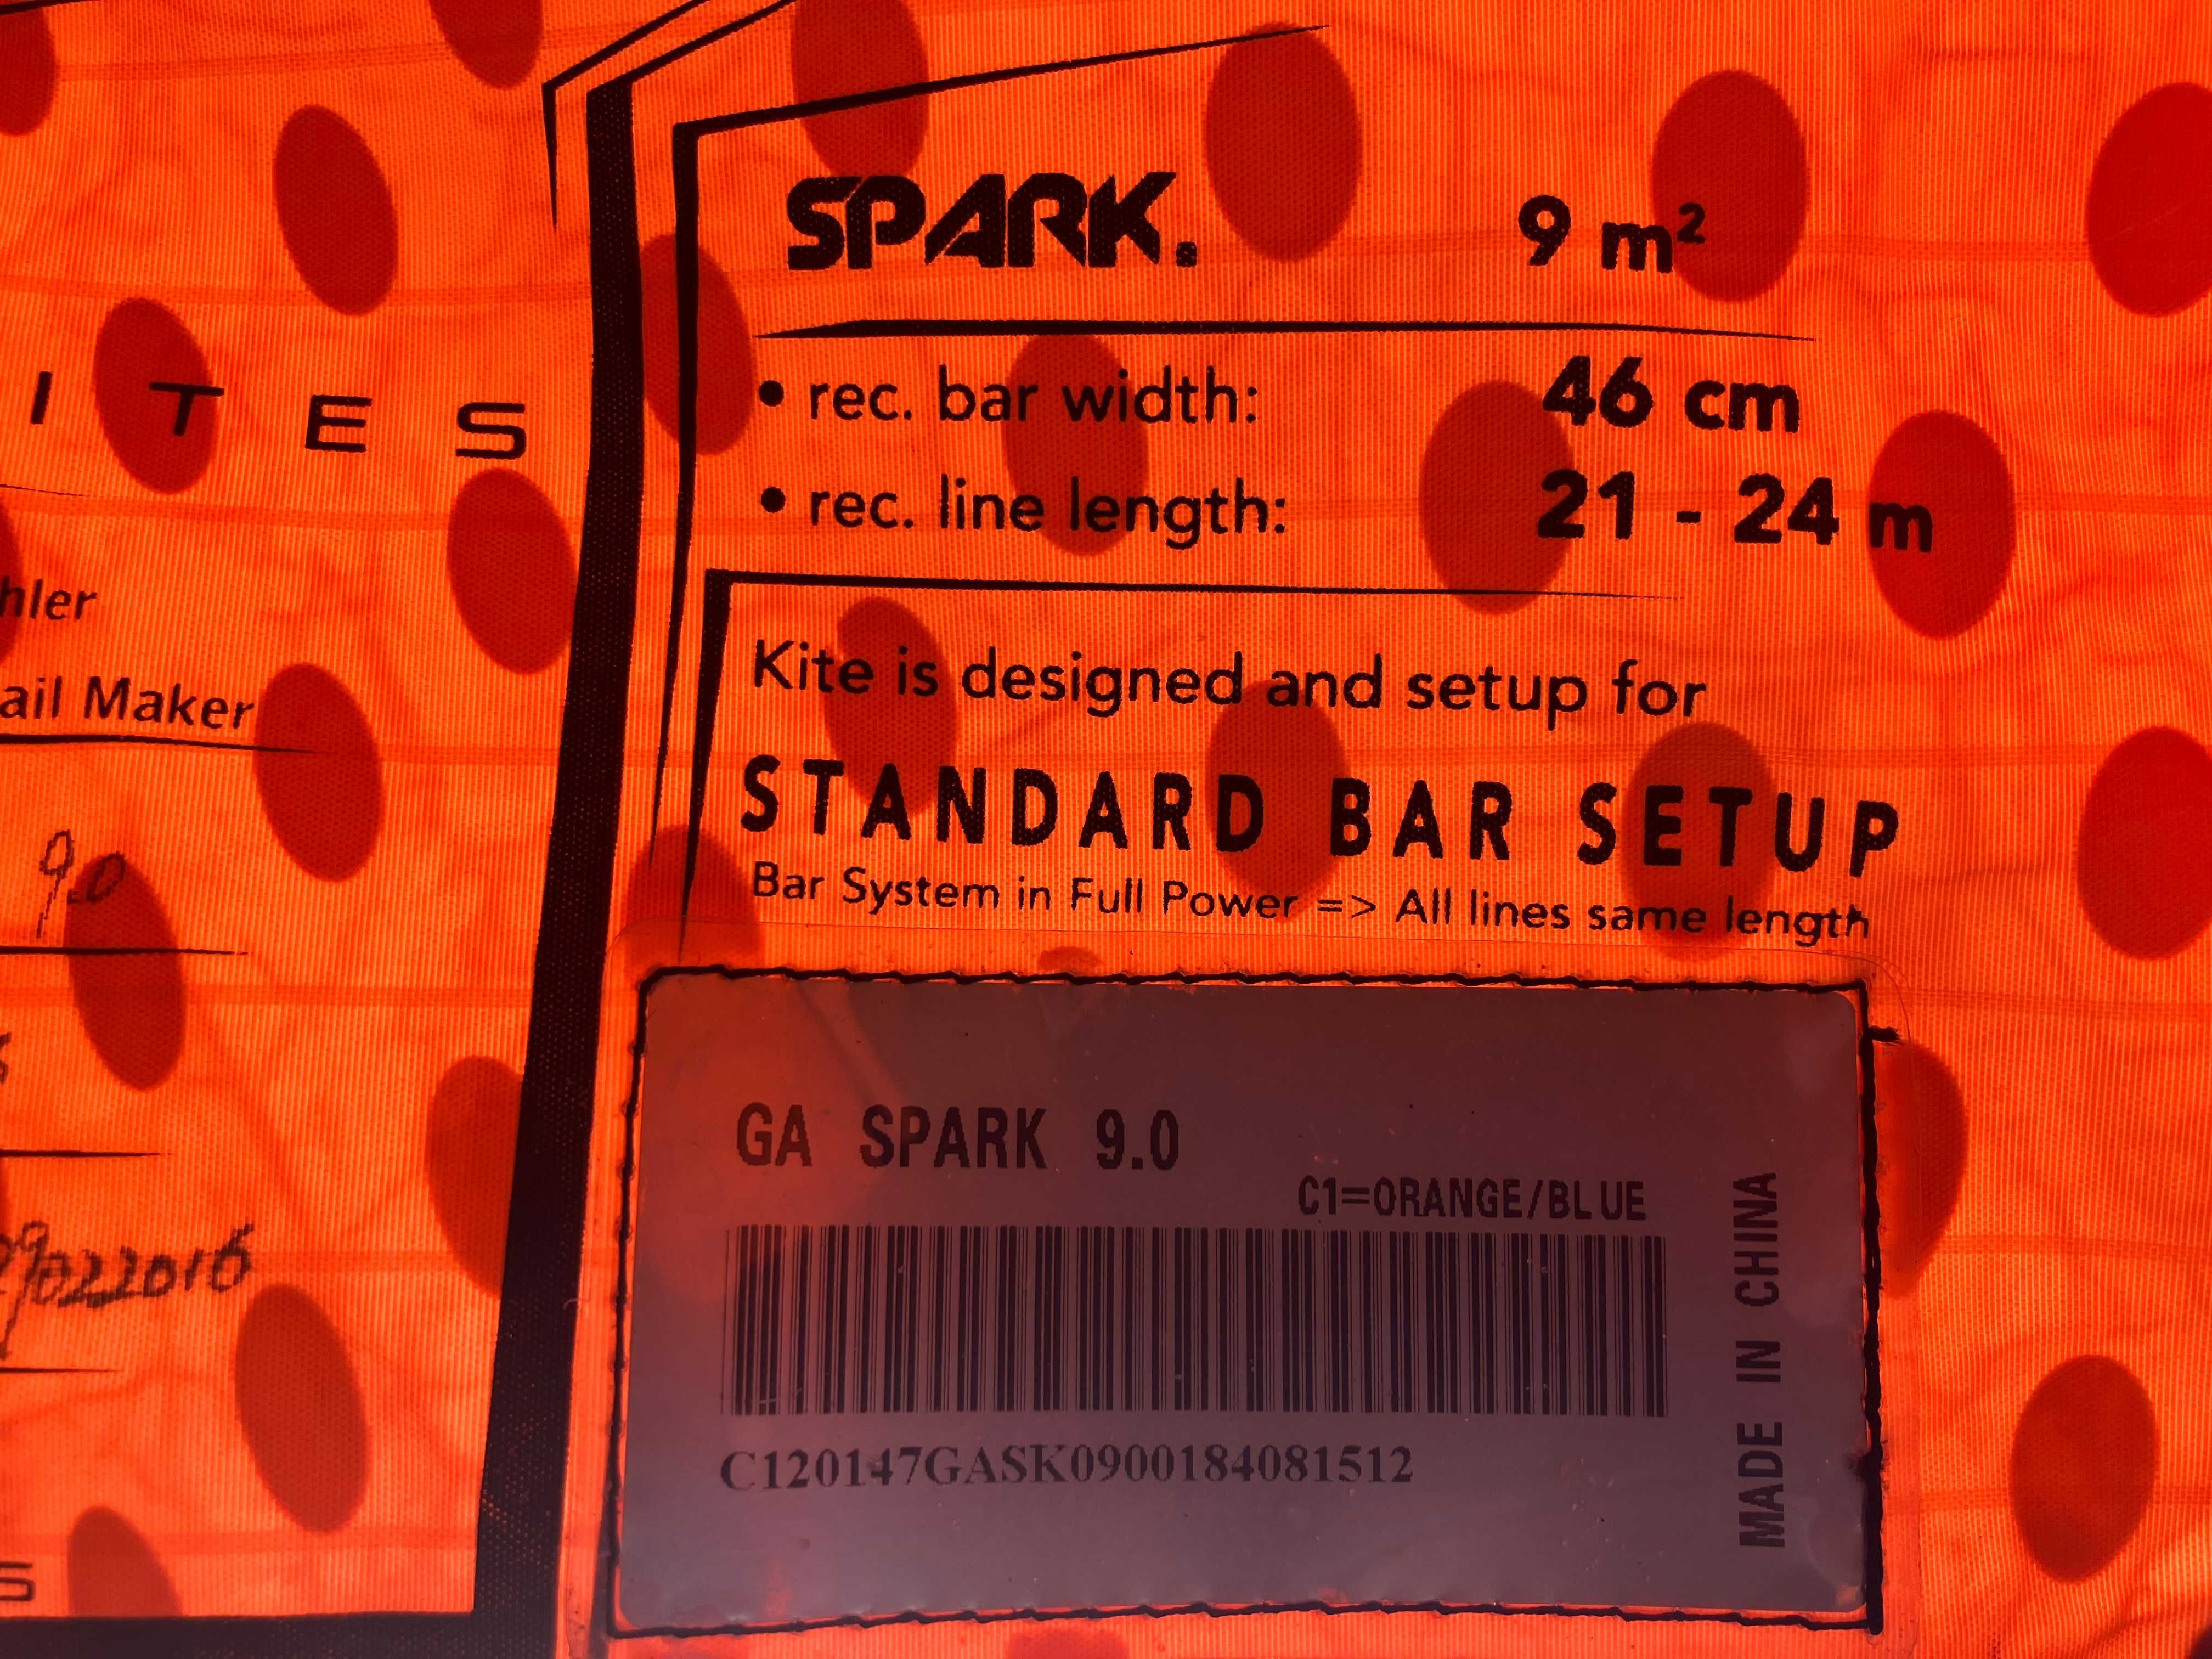 ITES
hler
ail Maker
9.0
29022016
S
SPARK. 9 m²
• rec. bar width: 46 cm
• rec. line length: 21 - 24 m
Kite is designed and setup for
STANDARD BAR SETUP
Bar System in Full Power => All lines same length
GA SPARK 9.0
C1=ORANGE/BLUE
C120147GASK0900184081512
MADE IN CHINA